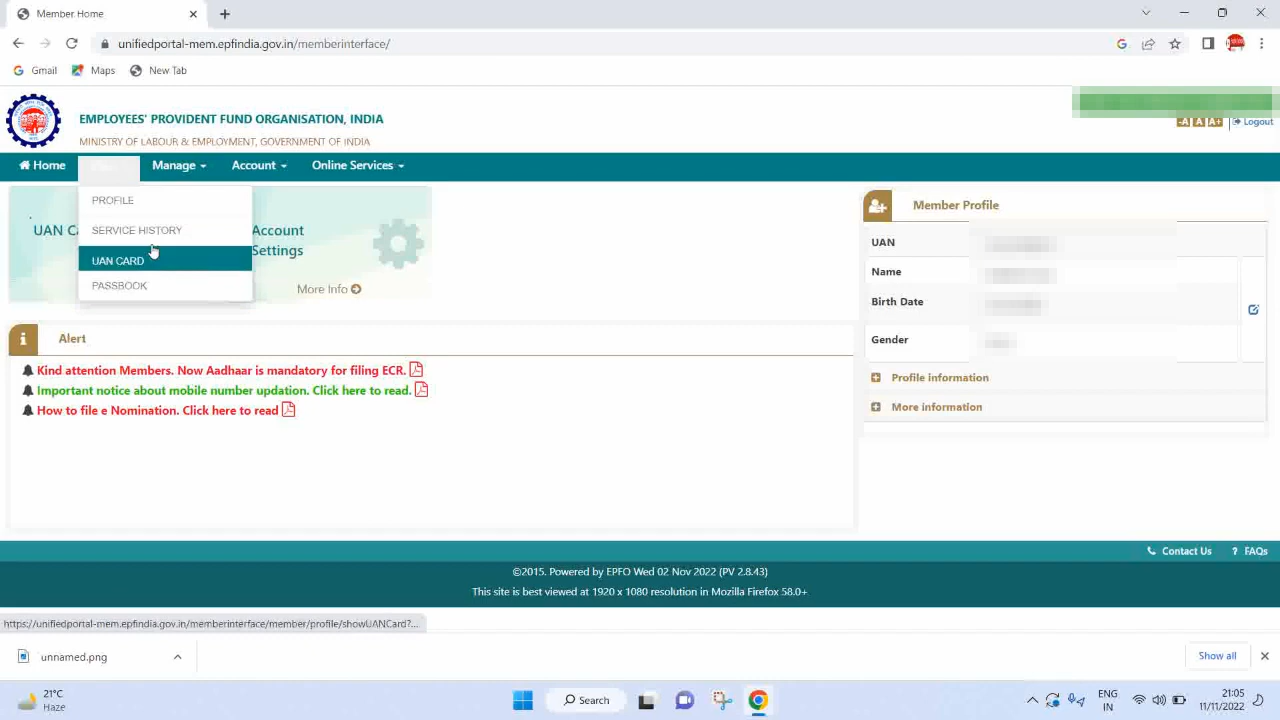 Member Home
unifiedportal-mem.epfindia.gov.in/memberinterface/
Gmail Maps New Tab
EMPLOYEES' PROVIDENT FUND ORGANISATION, INDIA
MINISTRY OF LABOUR & EMPLOYMENT, GOVERNMENT OF INDIA
-A A A+ Logout
Home Manage Account Online Services
PROFILE
SERVICE HISTORY
UAN CARD
PASSBOOK
UAN
Account
Settings
More Info
Member Profile
UAN
Name
Birth Date
Gender
Profile information
More information
Alert
Kind attention Members. Now Aadhaar is mandatory for filing ECR.
Important notice about mobile number updation. Click here to read.
How to file e Nomination. Click here to read
Contact Us ? FAQs
©2015. Powered by EPFO Wed 02 Nov 2022 (PV 2.8.43)
This site is best viewed at 1920 x 1080 resolution in Mozilla Firefox 58.0+
https://unifiedportal-mem.epfindia.gov.in/memberinterface/member/profile/showUANCard?...
unnamed.png
Show all
21°C
Haze
Search
ENG
IN
21:05
11/11/2022